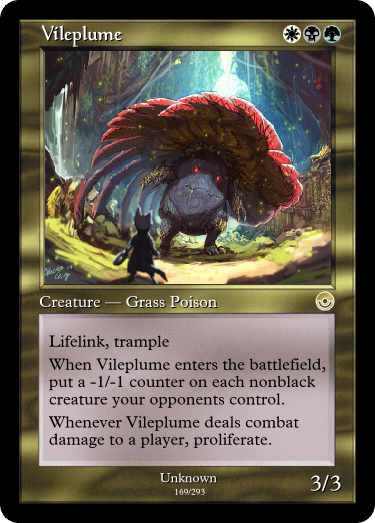 Vileplume
Creature — Grass Poison
Lifelink, trample
When Vileplume enters the battlefield,
put a -1/-1 counter on each nonblack
creature your opponents control.
Whenever Vileplume deals combat
damage to a player, proliferate.
Unknown
169/293
3/3